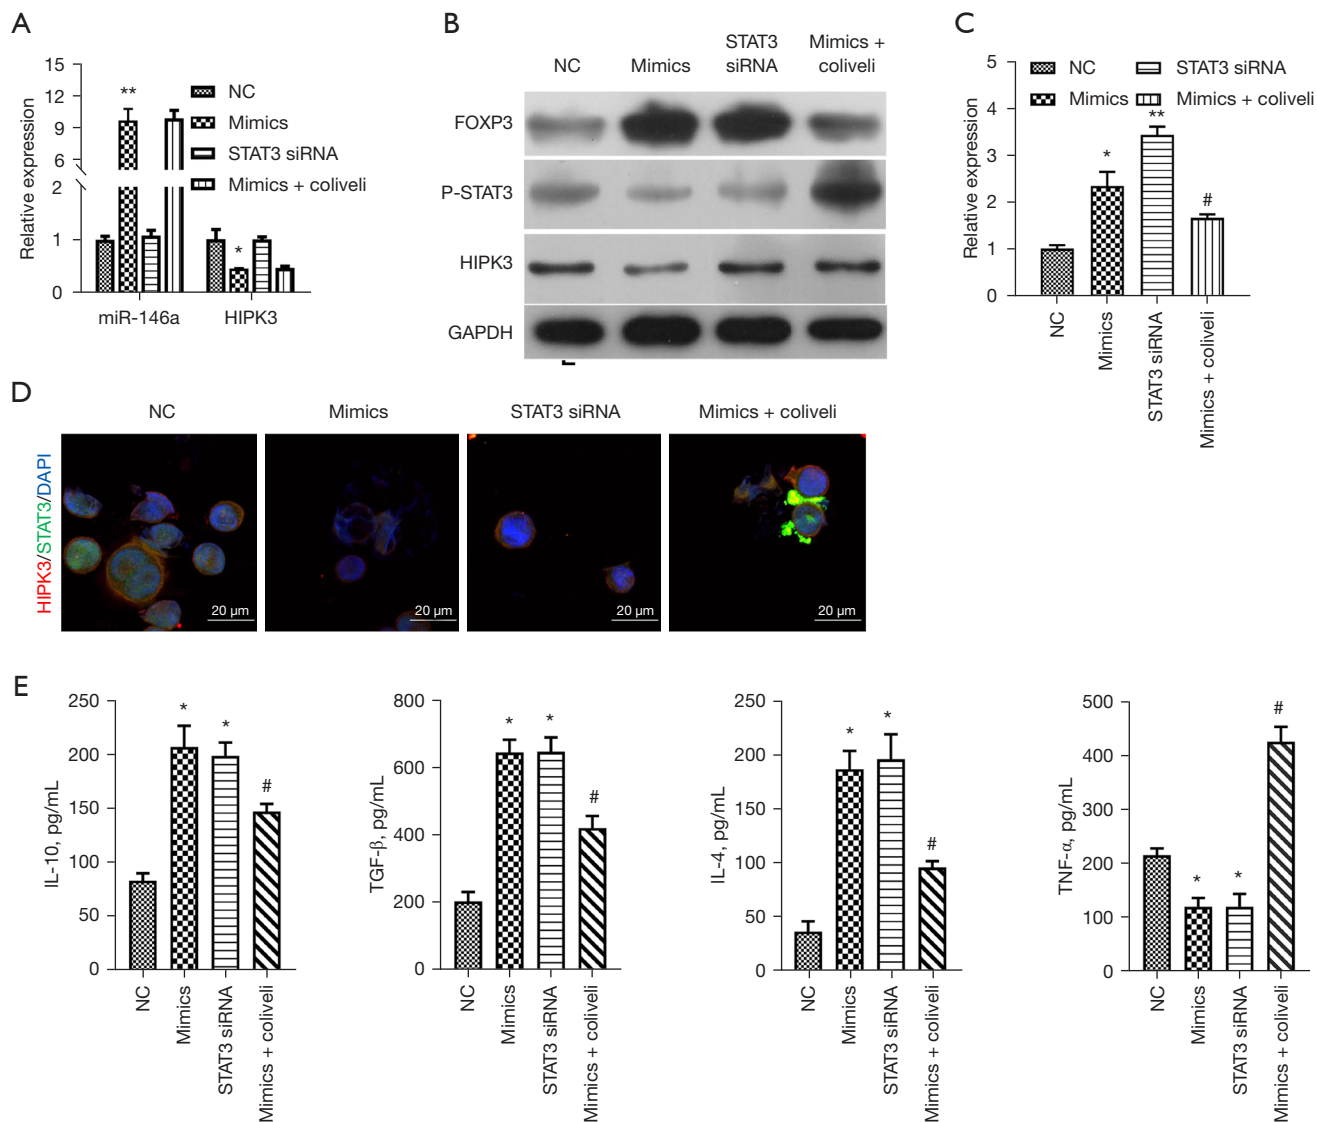 A
Relative expression
15
12
9
6
2
1
0
**
*
NC
Mimics
STAT3 siRNA
Mimics + coliveli
miR-146a
HIPK3
B
NC
Mimics
STAT3
siRNA
Mimics +
coliveli
FOXP3
P-STAT3
HIPK3
GAPDH
C
Relative expression
5
4
3
2
1
0
NC
STAT3 siRNA
Mimics
Mimics + coliveli
*
**
#
NC
Mimics
STAT3 siRNA
Mimics + coliveli
D
NC
Mimics
STAT3 siRNA
Mimics + coliveli
HIPK3/STAT3/DAPI
20 μm
20 μm
20 μm
20 μm
E
IL-10, pg/mL
250
200
150
100
50
0
*
*
#
NC
Mimics
STAT3 siRNA
Mimics + coliveli
TGF-β, pg/mL
800
600
400
200
0
*
*
#
NC
Mimics
STAT3 siRNA
Mimics + coliveli
IL-4, pg/mL
250
200
150
100
50
0
*
*
#
NC
Mimics
STAT3 siRNA
Mimics + coliveli
TNF-α, pg/mL
500
400
300
200
100
0
*
*
#
NC
Mimics
STAT3 siRNA
Mimics + coliveli